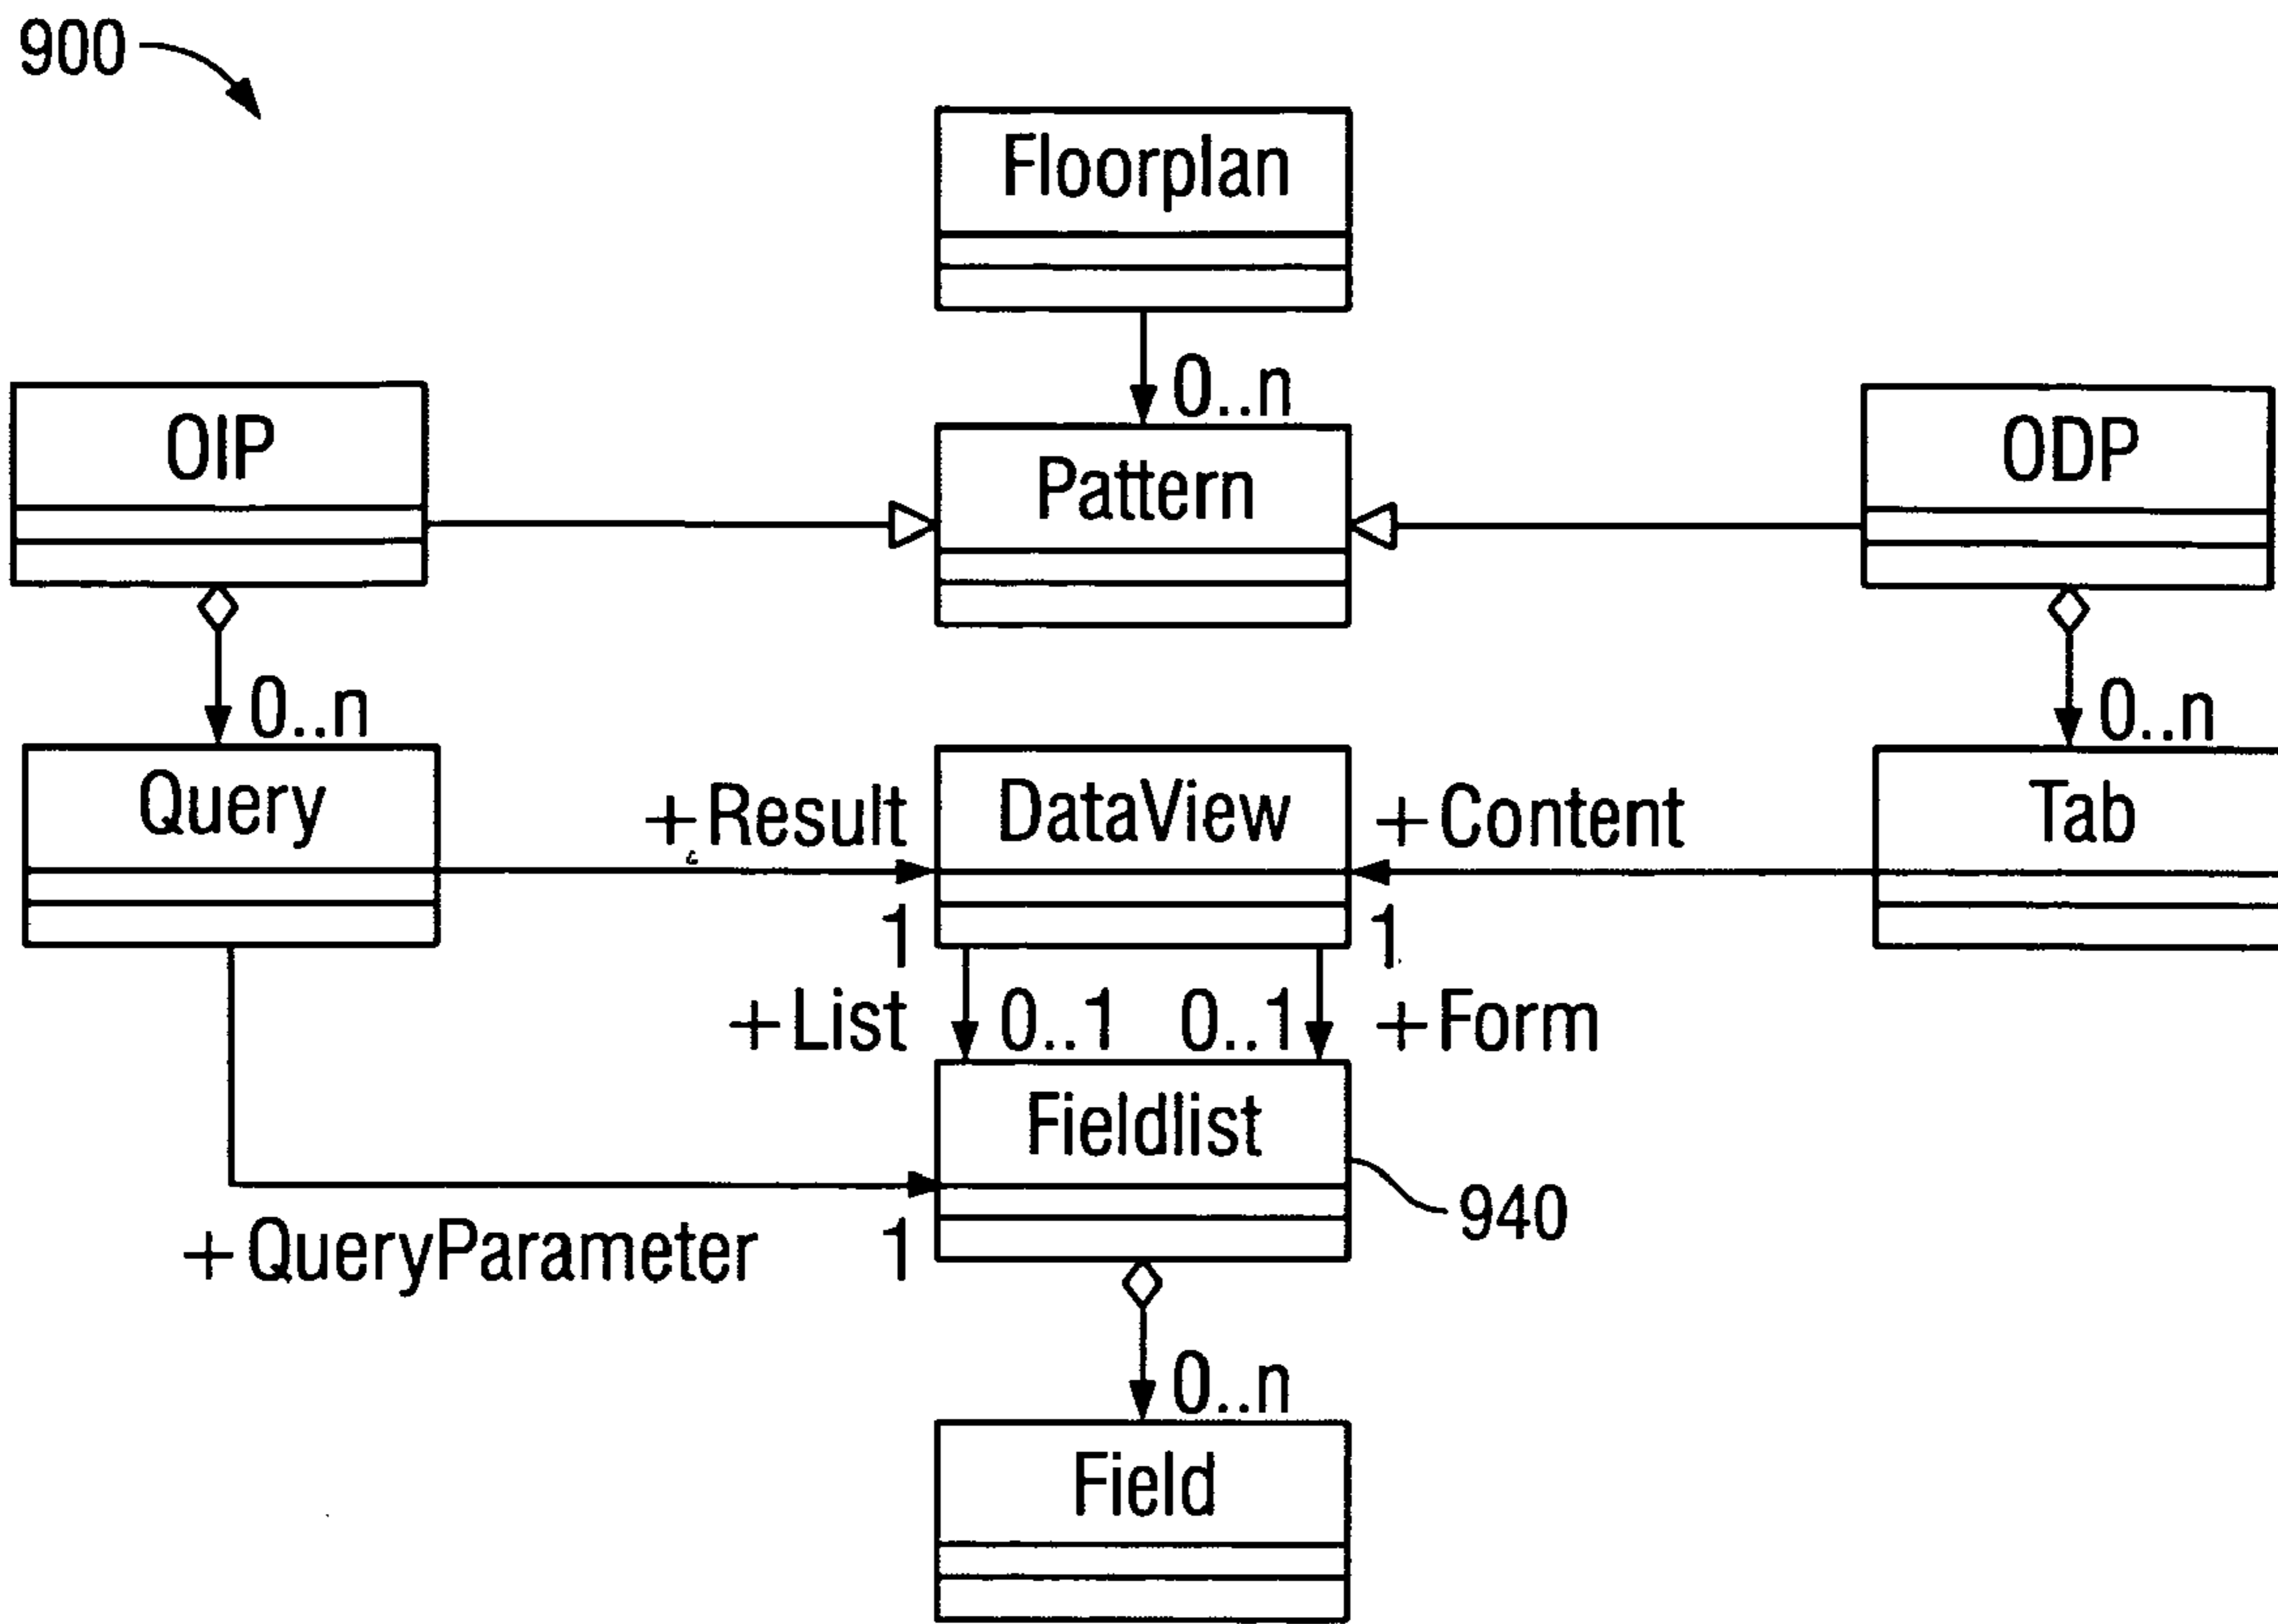 900
Floorplan
0..n
OIP
Pattern
ODP
0..n
0..n
Query
+Result
DataView
+Content
Tab
1
1
+List
0..1
0..1
+Form
Fieldlist
940
+QueryParameter
1
0..n
Field